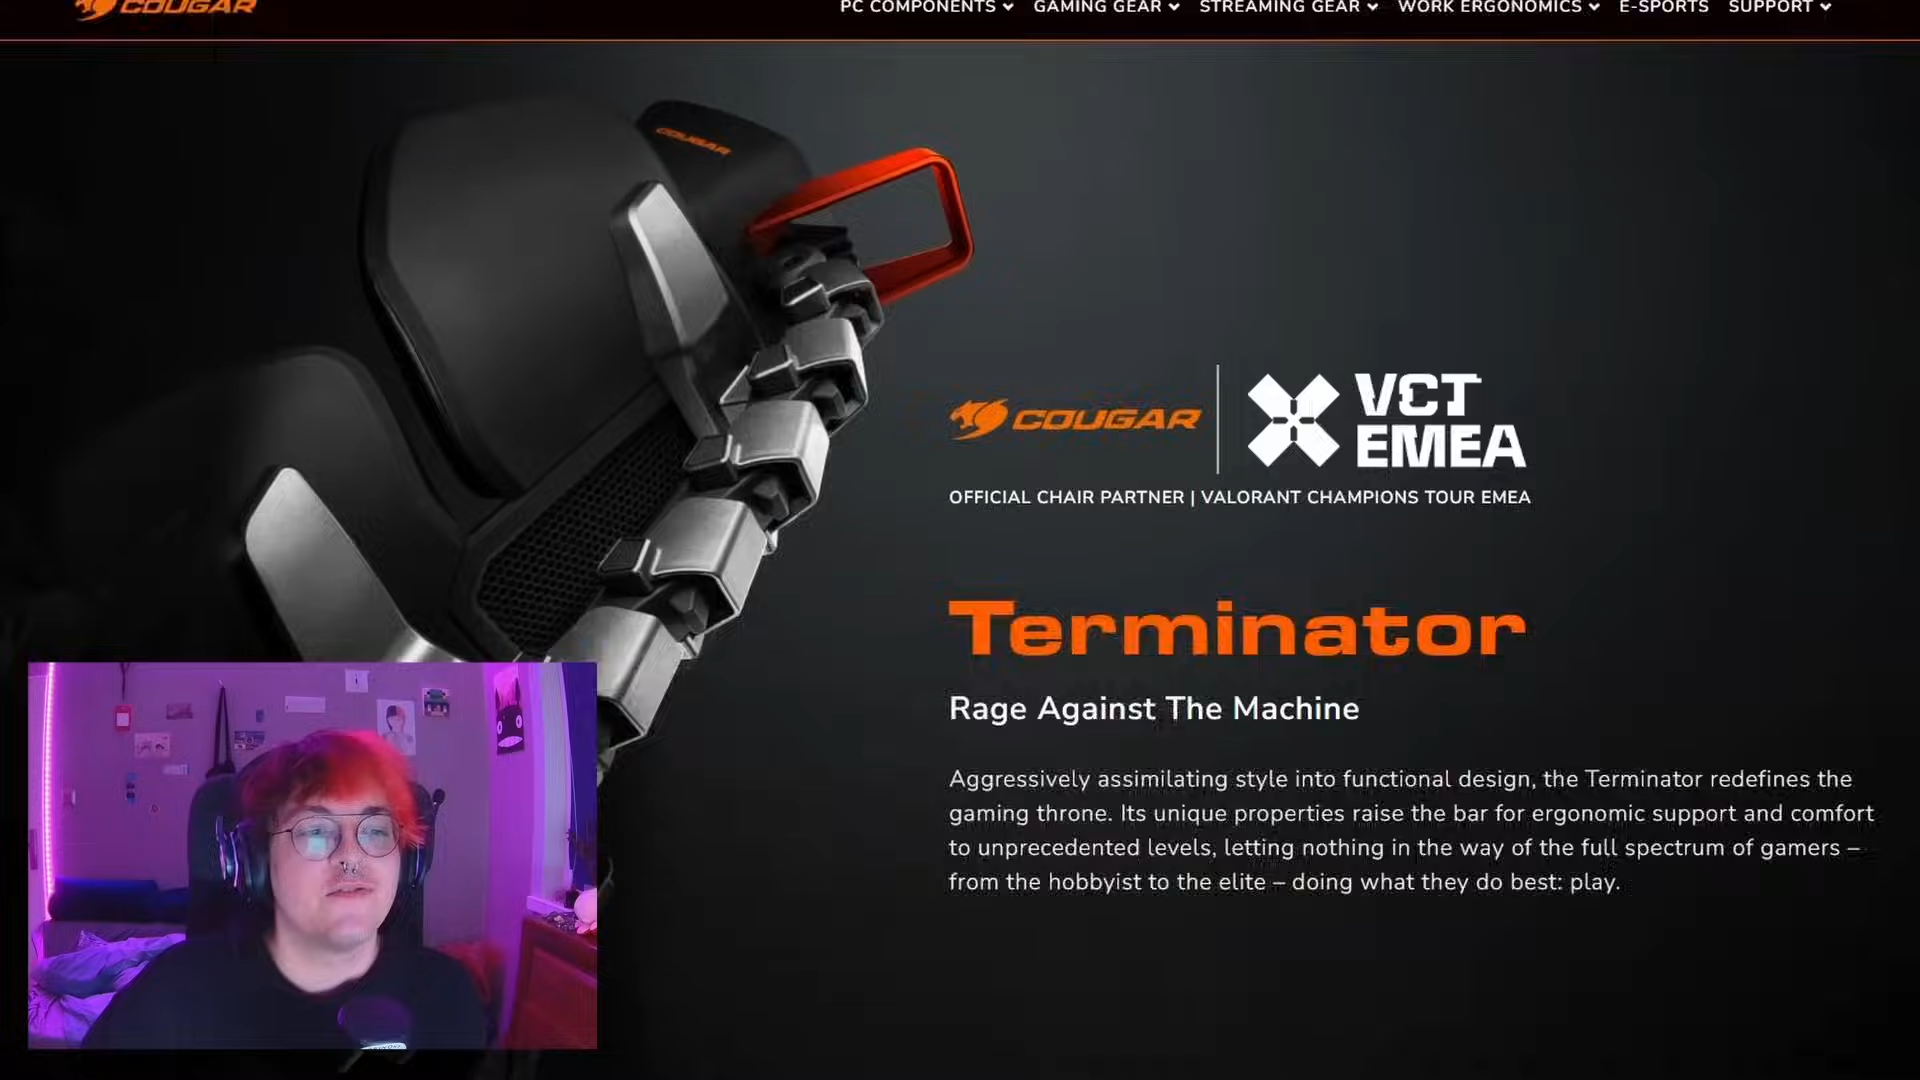 COUGAR
PC COMPONENTS GAMING GEAR STREAMING GEAR WORK ERGONOMICS E-SPORTS SUPPORT
COUGAR
COUGAR
VCT
EMEA
OFFICIAL CHAIR PARTNER | VALORANT CHAMPIONS TOUR EMEA
Terminator
Rage Against The Machine
Aggressively assimilating style into functional design, the Terminator redefines the
gaming throne. Its unique properties raise the bar for ergonomic support and comfort
to unprecedented levels, letting nothing in the way of the full spectrum of gamers –
from the hobbyist to the elite – doing what they do best: play.